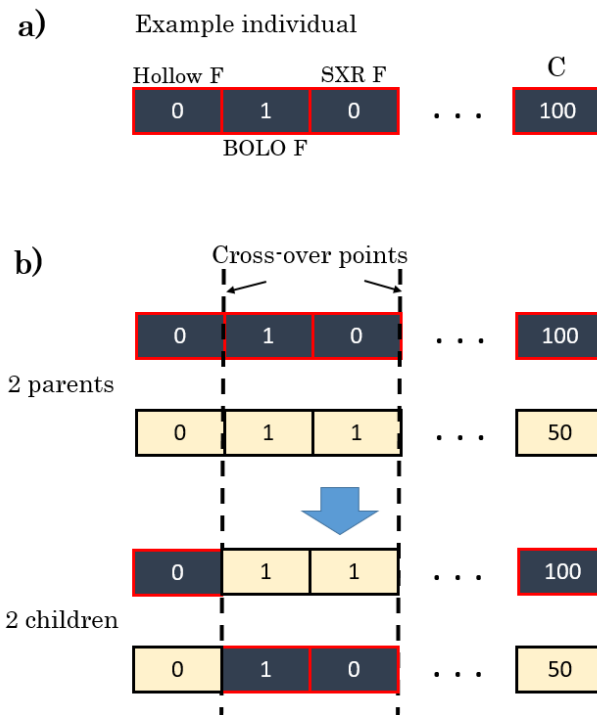 a) Example individual
Hollow F SXR F C
0 1 0 . . . 100
BOLO F
b) Cross-over points
0 1 0 . . . 100
2 parents
0 1 1 . . . 50
0 1 1 . . . 100
2 children
0 1 0 . . . 50